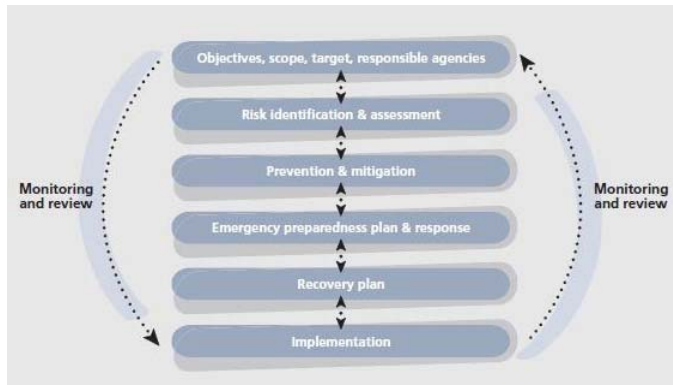 Objectives, scope, target, responsible agencies
Risk identification & assessment
Prevention & mitigation
Monitoring
and review
Monitoring
and review
Emergency preparedness plan & response
Recovery plan
Implementation